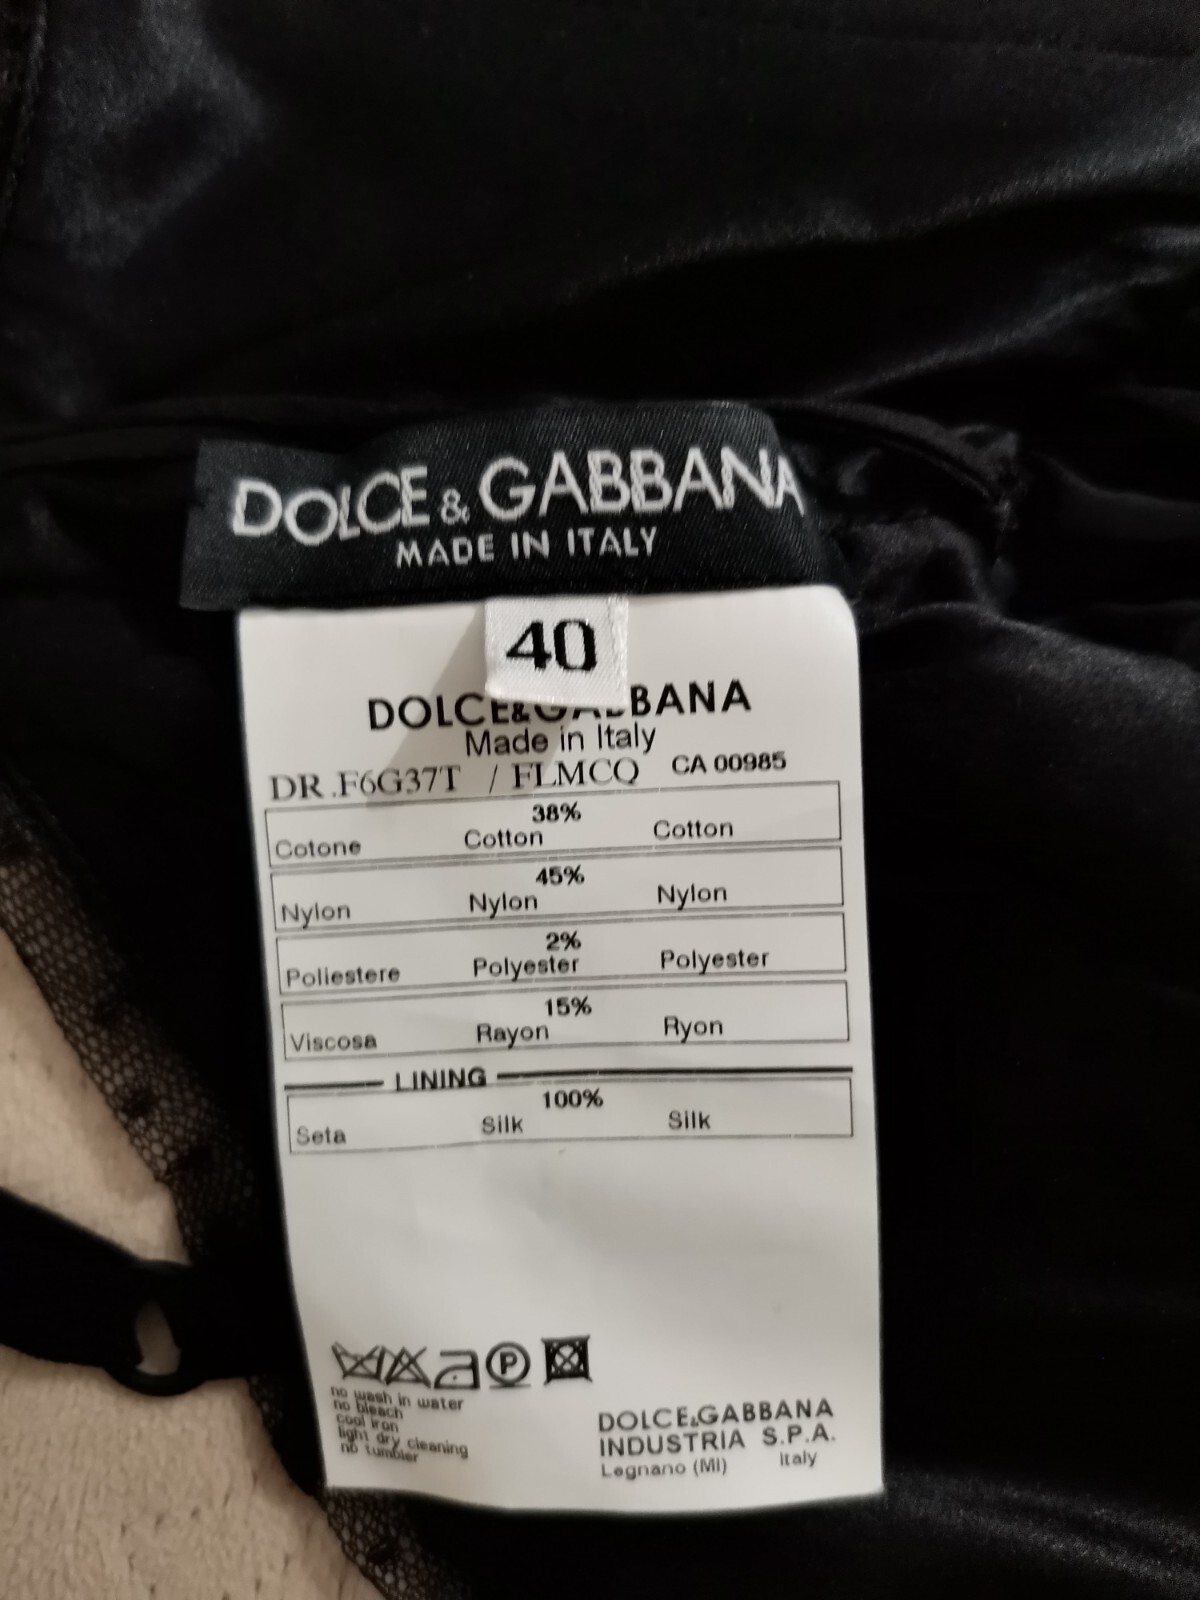 DOLCE & GABBANA
MADE IN ITALY
40
DOLCE&GABBANA
Made in Italy
DR.F6G37T / FLMCQ CA 00985
38%
Cotone Cotton Cotton
45%
Nylon Nylon Nylon
2%
Poliestere Polyester Polyester
15%
Viscosa Rayon Ryon
LINING
100%
Seta Silk Silk
P
no wash in water
no bleach
cool iron
light dry cleaning
no tumbler
DOLCE&GABBANA
INDUSTRIA S.P.A.
Legnano (MI) Italy